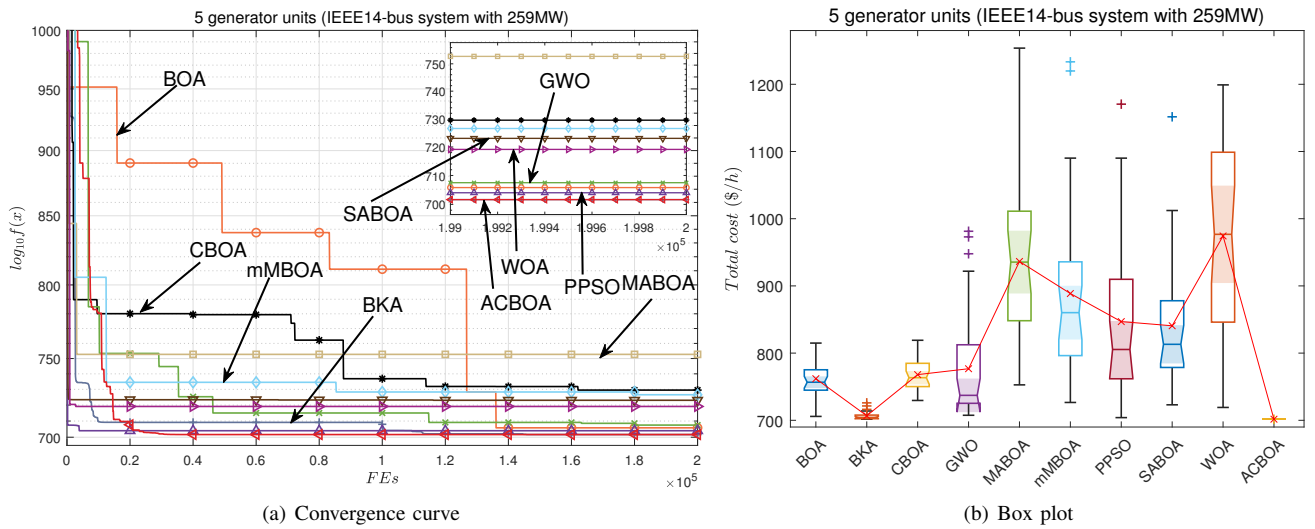 5 generator units (IEEE14-bus system with 259MW)
log10f(x)
1000
950
900
850
800
750
700
0 0.2 0.4 0.6 0.8 1 1.2 1.4 1.6 1.8 2
FEs
×10^5
BOA
CBOA
mMBOA
BKA
SABOA
GWO
WOA
ACBOA
PPSO
MABOA
750
740
730
720
710
700
1.99 1.992 1.994 1.996 1.998 2
×10^5
(a) Convergence curve
5 generator units (IEEE14-bus system with 259MW)
Total cost ($/h)
1200
1100
1000
900
800
700
BOA
BKA
CBOA
GWO
MABOA
mMBOA
PPSO
SABOA
WOA
ACBOA
(b) Box plot